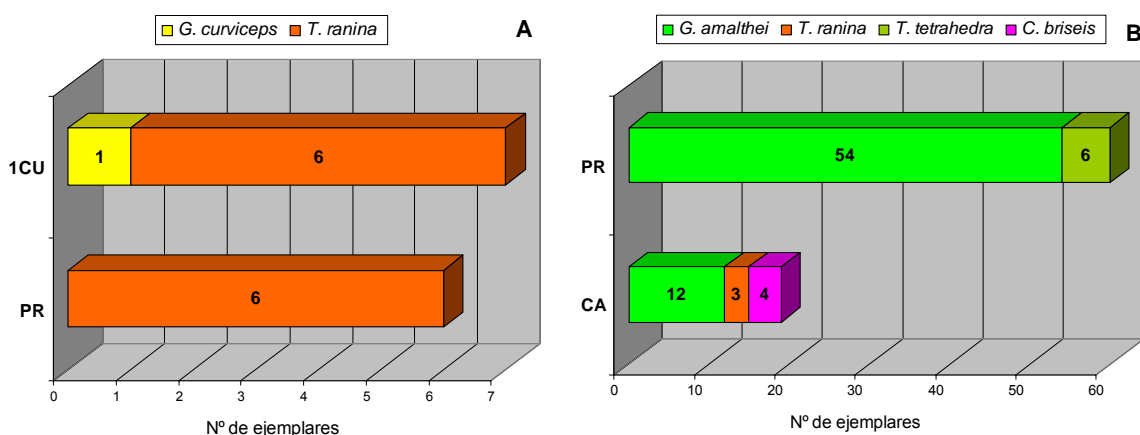 G. curviceps T. ranina
A
1CU
1 6
PR
6
0 1 2 3 4 5 6 7
Nº de ejemplares
G. amalthei T. ranina T. tetrahedra C. briseis
B
PR
54 6
CA
12 3 4
0 10 20 30 40 50 60
Nº de ejemplares